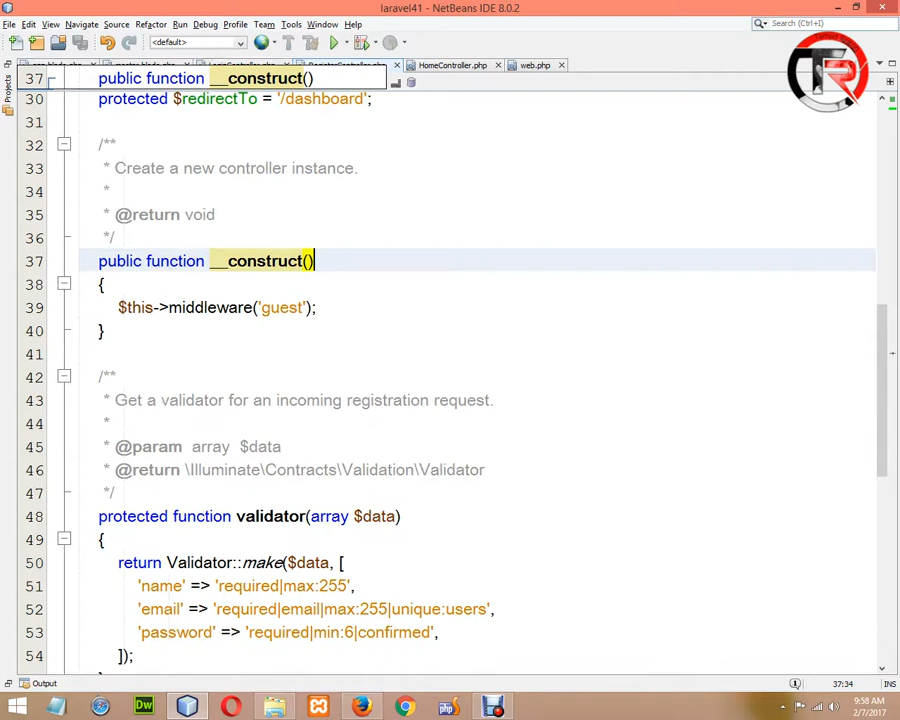 laravel41 - NetBeans IDE 8.0.2
File Edit View Navigate Source Refactor Run Debug Profile Team Tools Window Help
Search (Ctrl+I)
<default>
HomeController.php
web.php
Projects
37 public function __construct()
30 protected $redirectTo = '/dashboard';
31
32 /**
33 * Create a new controller instance.
34 *
35 * @return void
36 */
37 public function __construct()
38 {
39 $this->middleware('guest');
40 }
41
42 /**
43 * Get a validator for an incoming registration request.
44 *
45 * @param array $data
46 * @return \Illuminate\Contracts\Validation\Validator
47 */
48 protected function validator(array $data)
49 {
50 return Validator::make($data, [
51 'name' => 'required|max:255',
52 'email' => 'required|email|max:255|unique:users',
53 'password' => 'required|min:6|confirmed',
54 ]);
Output
37:34
INS
Dw
php
9:58 AM
2/7/2017